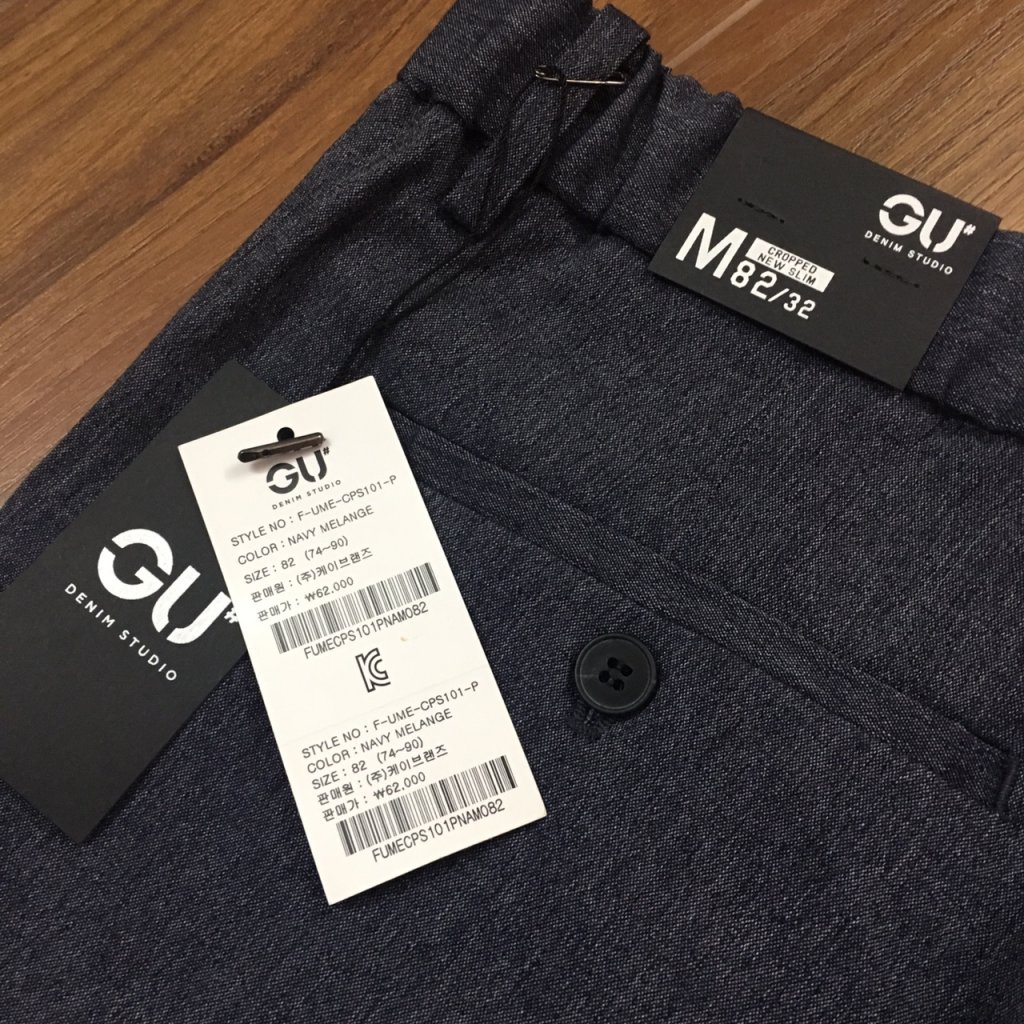 GU#
DENIM STUDIO
M
CROPPED
NEW SLIM
82/32
GU#
DENIM STUDIO
GU#
DENIM STUDIO
STYLE NO : F-UME-CPS101-P
COLOR : NAVY MELANGE
SIZE : 82 (74~90)
판매원 : (주)케이브랜즈
판매가 : ₩62,000
FUMECPS101PNAM082
STYLE NO : F-UME-CPS101-P
COLOR : NAVY MELANGE
SIZE : 82 (74~90)
판매원 : (주)케이브랜즈
판매가 : ₩62,000
FUMECPS101PNAM082